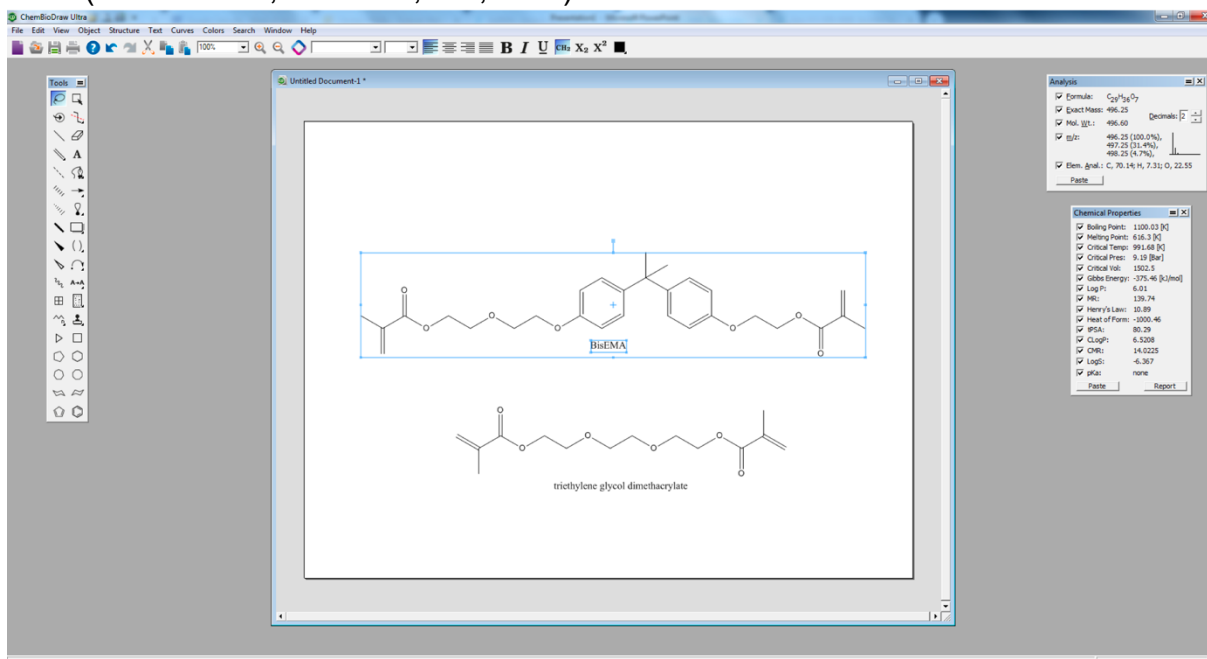 ChemBioDraw Ultra
File Edit View Object Structure Text Curves Colors Search Window Help
100%
B I U CH₂ X₂ X²
Tools
Untitled Document-1 *
Analysis
Formula: C₂₉H₃₆O₇
Exact Mass: 496.25
Decimals: 2
Mol. Wt.: 496.60
m/z: 496.25 (100.0%),
497.25 (31.4%),
498.25 (4.7%),
Elem. Anal.: C, 70.14; H, 7.31; O, 22.55
Paste
Chemical Properties
Boiling Point: 1100.03 [K]
Melting Point: 616.3 [K]
Critical Temp: 991.68 [K]
Critical Pres: 9.19 [Bar]
Critical Vol: 1502.5
Gibbs Energy: -375.46 [kJ/mol]
Log P: 6.01
MR: 139.74
Henry's Law: 10.89
Heat of Form: -1000.46
tPSA: 80.29
CLogP: 6.5208
CMR: 14.0225
LogS: -6.367
pKa: none
Paste Report
O O O O O O O
BisEMA
O O O O O O
triethylene glycol dimethacrylate
A